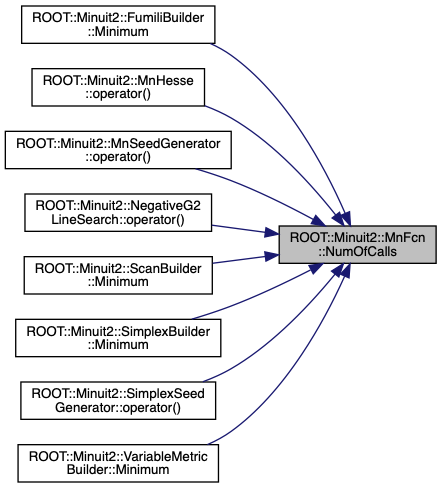 ROOT::Minuit2::FumiliBuilder
::Minimum
ROOT::Minuit2::MnHesse
::operator()
ROOT::Minuit2::MnSeedGenerator
::operator()
ROOT::Minuit2::NegativeG2
LineSearch::operator()
ROOT::Minuit2::MnFcn
::NumOfCalls
ROOT::Minuit2::ScanBuilder
::Minimum
ROOT::Minuit2::SimplexBuilder
::Minimum
ROOT::Minuit2::SimplexSeed
Generator::operator()
ROOT::Minuit2::VariableMetric
Builder::Minimum